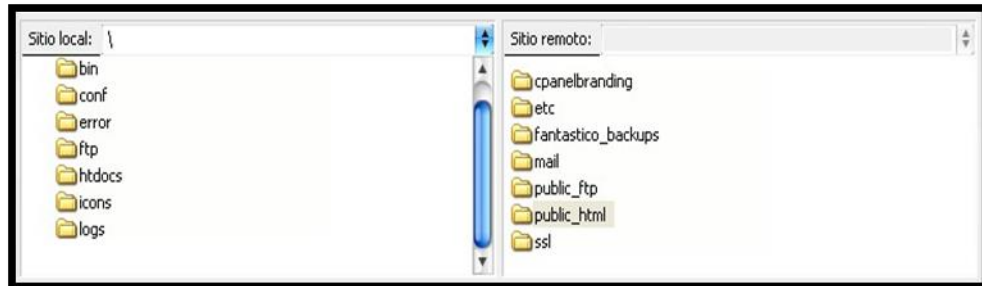 Sitio local: \
bin
conf
error
ftp
htdocs
icons
logs
Sitio remoto:
cpanelbranding
etc
fantastico_backups
mail
public_ftp
public_html
ssl